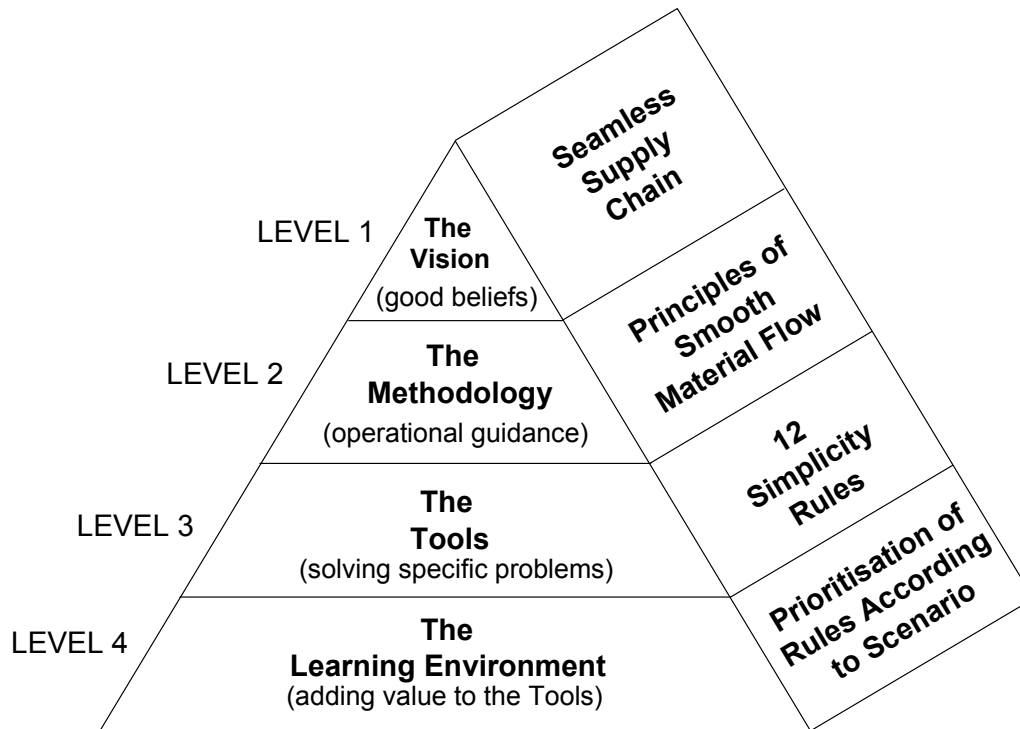 LEVEL 1
The
Vision
(good beliefs)
Seamless
Supply
Chain
LEVEL 2
The
Methodology
(operational guidance)
Principles of
Smooth
Material Flow
LEVEL 3
The
Tools
(solving specific problems)
12
Simplicity
Rules
LEVEL 4
The
Learning Environment
(adding value to the Tools)
Prioritisation of
Rules According
to Scenario